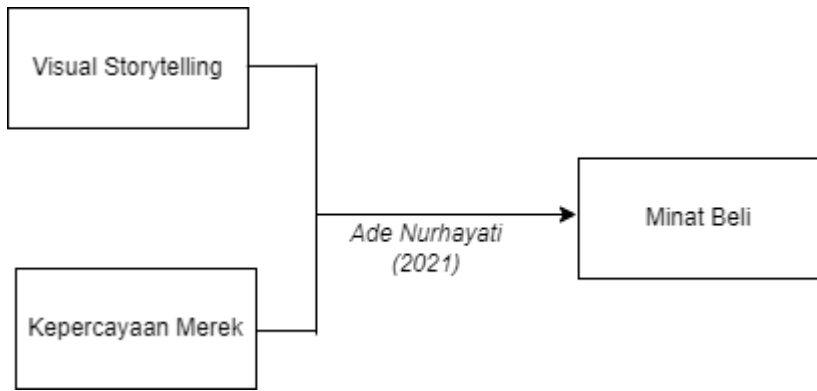 Visual Storytelling
Minat Beli
Ade Nurhayati
(2021)
Kepercayaan Merek